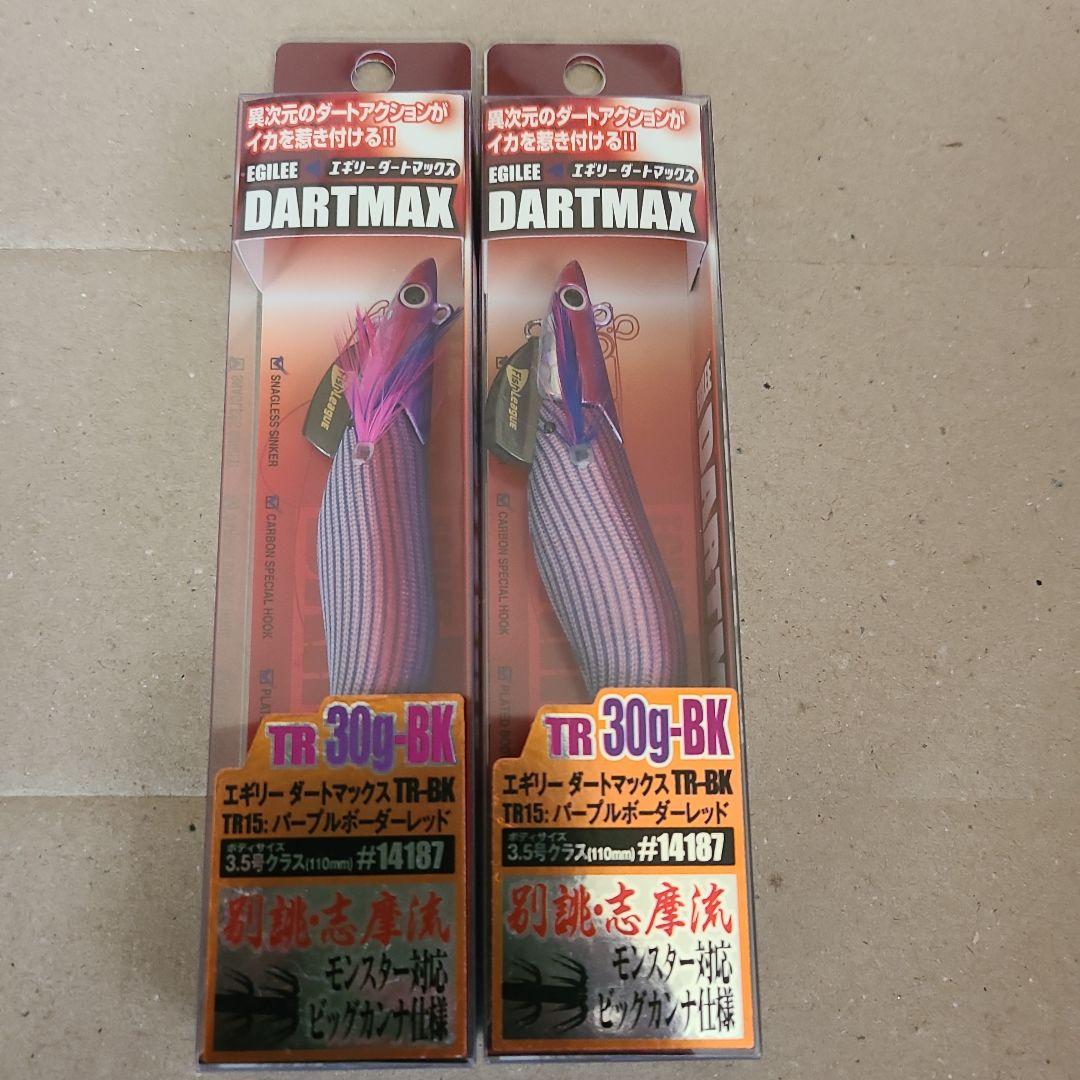 異次元のダートアクションが
イカを惹き付ける!!
EGILEE エギリーダートマックス
DARTMAX
Fish League
SNAGLESS SINKER
CARBON SPECIAL HOOK
TR 30g-BK
エギリー ダートマックス TR-BK
TR15: パープルボーダーレッド
ボディサイズ
3.5号クラス(110mm) #14187
別誂・志摩流
モンスター対応
ビッグカンナ仕様
異次元のダートアクションが
イカを惹き付ける!!
EGILEE エギリーダートマックス
DARTMAX
Fish League
CARBON SPECIAL HOOK
TR 30g-BK
エギリー ダートマックス TR-BK
TR15: パープルボーダーレッド
ボディサイズ
3.5号クラス(110mm) #14187
別誂・志摩流
モンスター対応
ビッグカンナ仕様